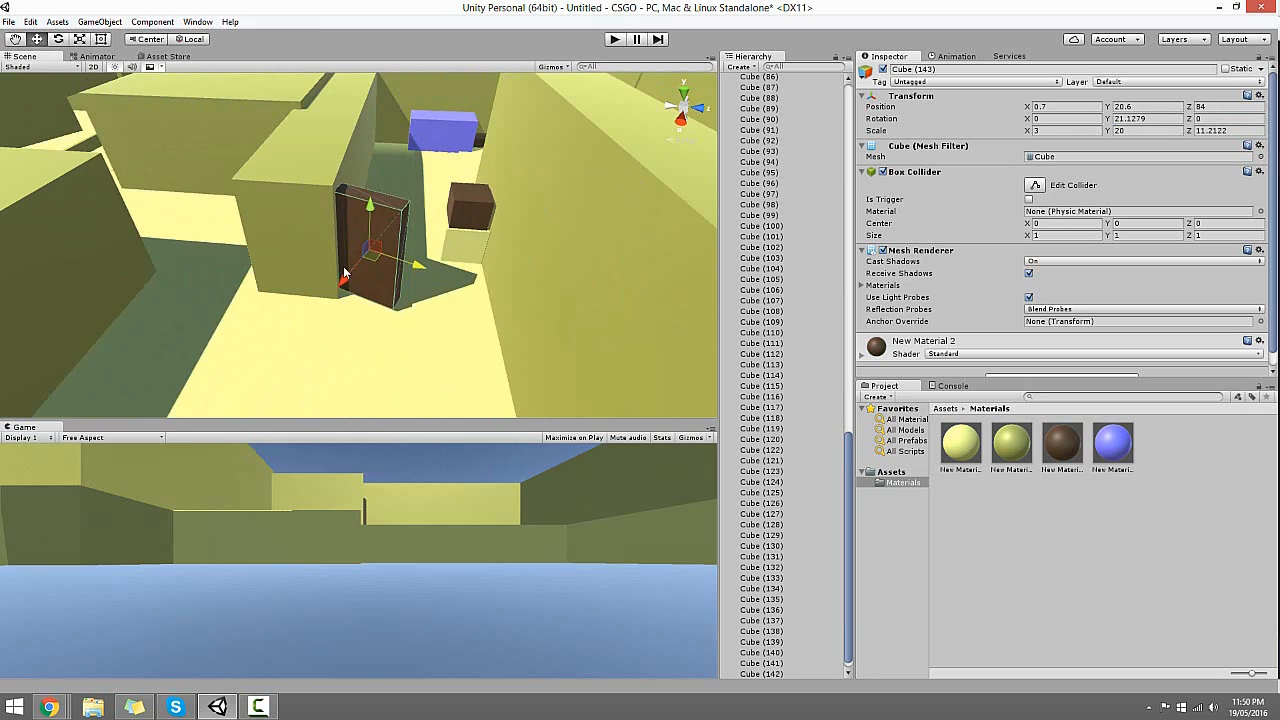 Unity Personal (64bit) - Untitled - CSGO - PC, Mac & Linux Standalone* <DX11>
File Edit Assets GameObject Component Window Help
Center Local Account Layers Layout
Scene Animator Asset Store
Shaded 2D Gizmos All
x y z
Game
Display 1 Free Aspect Maximize on Play Mute audio Stats Gizmos
Hierarchy
Create All
Cube (86)
Cube (87)
Cube (88)
Cube (89)
Cube (90)
Cube (91)
Cube (92)
Cube (93)
Cube (94)
Cube (95)
Cube (96)
Cube (97)
Cube (98)
Cube (99)
Cube (100)
Cube (101)
Cube (102)
Cube (103)
Cube (104)
Cube (105)
Cube (106)
Cube (107)
Cube (108)
Cube (109)
Cube (110)
Cube (111)
Cube (112)
Cube (113)
Cube (114)
Cube (115)
Cube (116)
Cube (117)
Cube (118)
Cube (119)
Cube (120)
Cube (122)
Cube (121)
Cube (123)
Cube (124)
Cube (125)
Cube (126)
Cube (127)
Cube (128)
Cube (129)
Cube (130)
Cube (131)
Cube (132)
Cube (133)
Cube (134)
Cube (135)
Cube (136)
Cube (137)
Cube (138)
Cube (139)
Cube (140)
Cube (141)
Cube (142)
Inspector Animation Services
Cube (143) Static
Tag Untagged Layer Default
Transform
Position X 0.7 Y 20.6 Z 84
Rotation X 0 Y 21.1279 Z 0
Scale X 3 Y 20 Z 11.2122
Cube (Mesh Filter)
Mesh Cube
Box Collider
Edit Collider
Is Trigger
Material None (Physic Material)
Center X 0 Y 0 Z 0
Size X 1 Y 1 Z 1
Mesh Renderer
Cast Shadows On
Receive Shadows
Materials
Use Light Probes
Reflection Probes Blend Probes
Anchor Override None (Transform)
New Material 2
Shader Standard
Project Console
Create
Favorites
All Material
All Models
All Prefabs
All Scripts
Assets
Materials
Assets Materials
New Materi... New Materi... New Materi... New Materi...
11:50 PM
19/05/2016